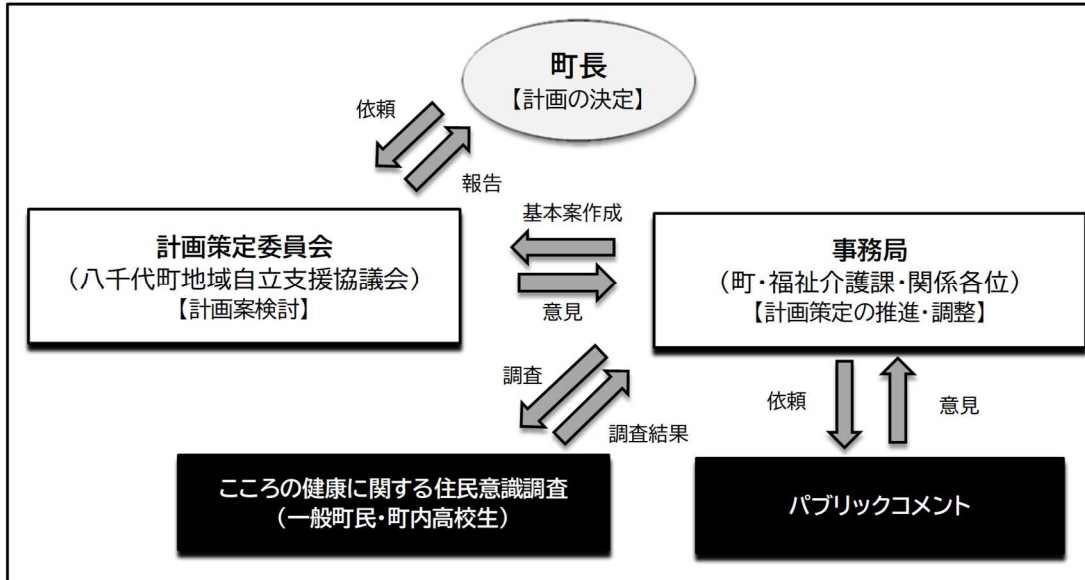 町長
【計画の決定】
依頼
報告
計画策定委員会
（八千代町地域自立支援協議会）
【計画案検討】
基本案作成
意見
事務局
（町・福祉介護課・関係各位）
【計画策定の推進・調整】
調査
調査結果
依頼
意見
こころの健康に関する住民意識調査
（一般町民・町内高校生）
パブリックコメント